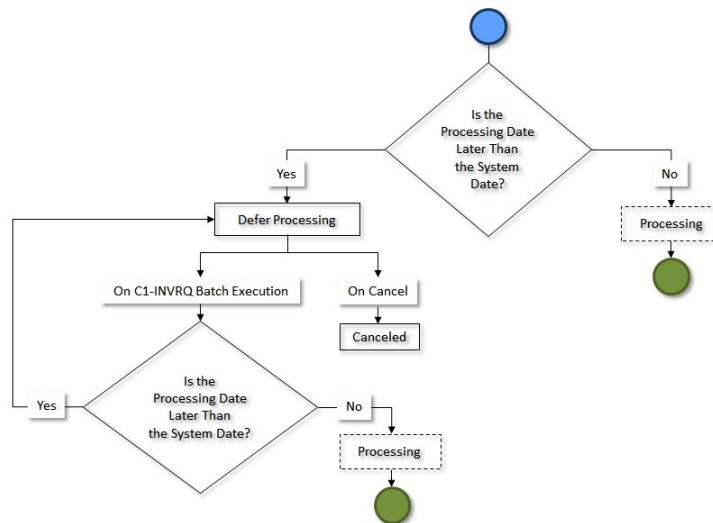 Is the
Processing Date
Later Than
the System
Date?
Yes
No
Defer Processing
Processing
On C1-INVRQ Batch Execution
On Cancel
Canceled
Is the
Processing Date
Later Than
the System Date?
Yes
No
Processing